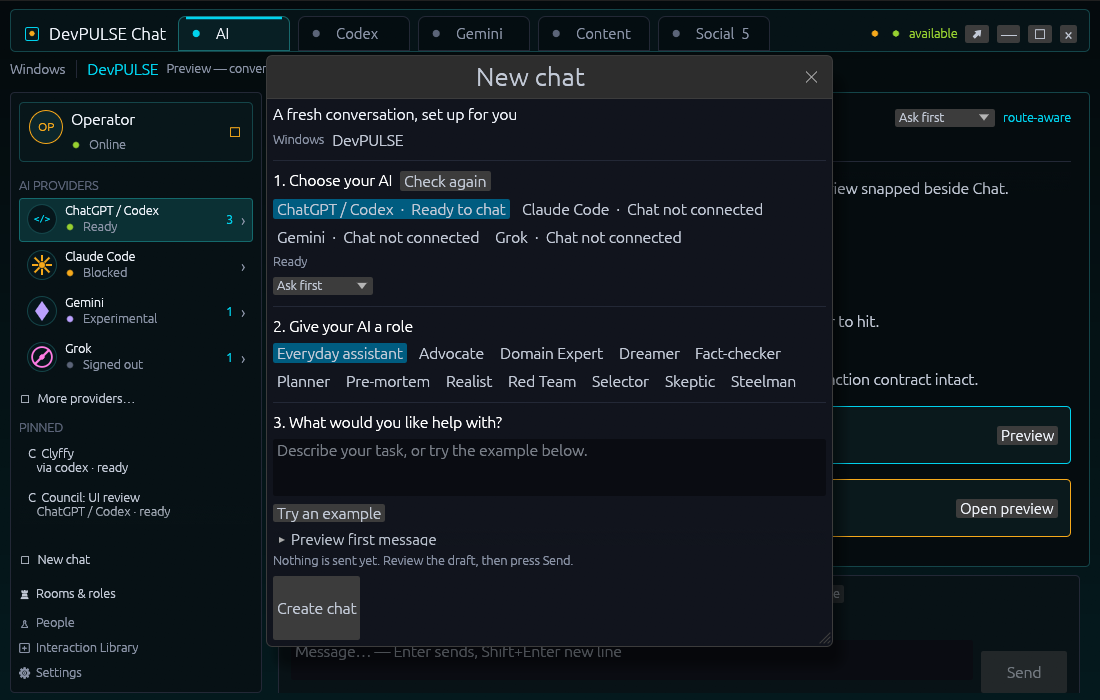 DevPULSE Chat
AI
Codex
Gemini
Content
Social 5
available
Windows
DevPULSE
Preview — conver
OP
Operator
Online
AI PROVIDERS
</> ChatGPT / Codex
Ready
3 ›
Claude Code
Blocked
›
Gemini
Experimental
1 ›
Grok
Signed out
1 ›
More providers…
PINNED
C Clyffy
via codex · ready
C Council: UI review
ChatGPT / Codex · ready
New chat
Rooms & roles
People
Interaction Library
Settings
New chat
A fresh conversation, set up for you
Windows DevPULSE
1. Choose your AI Check again
ChatGPT / Codex · Ready to chat Claude Code · Chat not connected
Gemini · Chat not connected Grok · Chat not connected
Ready
Ask first
2. Give your AI a role
Everyday assistant Advocate Domain Expert Dreamer Fact-checker
Planner Pre-mortem Realist Red Team Selector Skeptic Steelman
3. What would you like help with?
Describe your task, or try the example below.
Try an example
Preview first message
Nothing is sent yet. Review the draft, then press Send.
Create chat
Ask first route-aware
iew snapped beside Chat.
to hit.
ction contract intact.
Preview
Open preview
e
Message… — Enter sends, Shift+Enter new line
Send